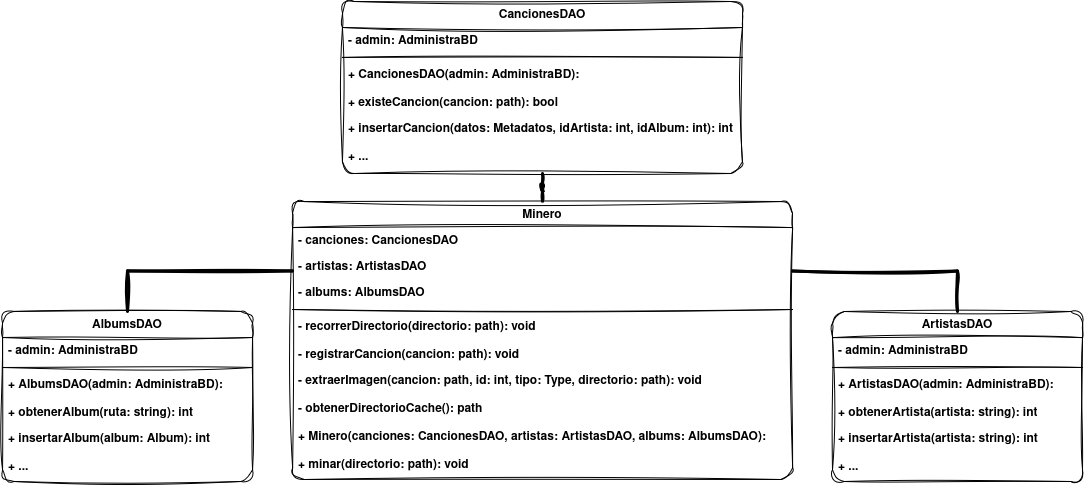 CancionesDAO
- admin: AdministraBD
+ CancionesDAO(admin: AdministraBD):
+ existeCancion(cancion: path): bool
+ insertarCancion(datos: Metadatos, idArtista: int, idAlbum: int): int
+ ...
Minero
- canciones: CancionesDAO
- artistas: ArtistasDAO
- albums: AlbumsDAO
- recorrerDirectorio(directorio: path): void
- registrarCancion(cancion: path): void
- extraerImagen(cancion: path, id: int, tipo: Type, directorio: path): void
- obtenerDirectorioCache(): path
+ Minero(canciones: CancionesDAO, artistas: ArtistasDAO, albums: AlbumsDAO):
+ minar(directorio: path): void
AlbumsDAO
- admin: AdministraBD
+ AlbumsDAO(admin: AdministraBD):
+ obtenerAlbum(ruta: string): int
+ insertarAlbum(album: Album): int
+ ...
ArtistasDAO
- admin: AdministraBD
+ ArtistasDAO(admin: AdministraBD):
+ obtenerArtista(artista: string): int
+ insertarArtista(artista: string): int
+ ...